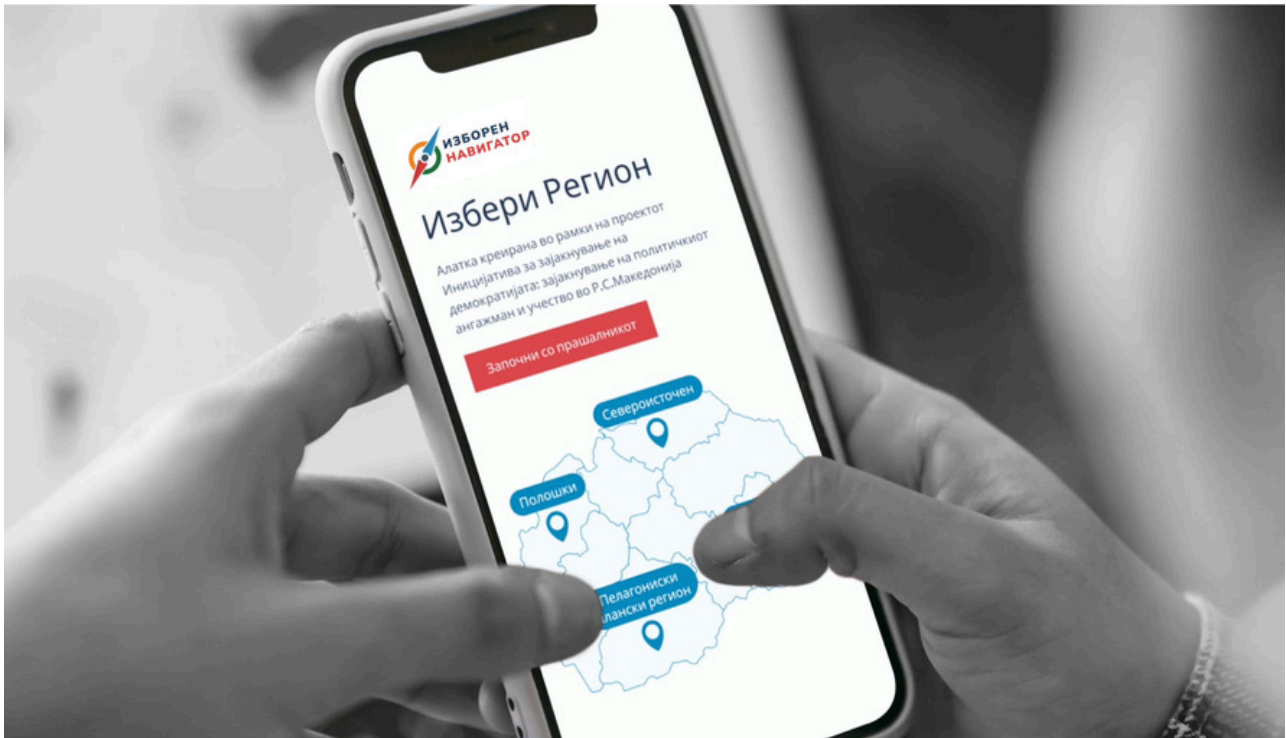 ИЗБОРЕН
НАВИГАТОР
Избери Регион
Алатка креирана во рамки на проектот
Иницијатива за зајакнување на
демократијата: зајакнување на политичкиот
ангажман и учество во Р.С.Македонија
Започни со прашалникот
Североисточен
Полошки
Пелагониски
регион